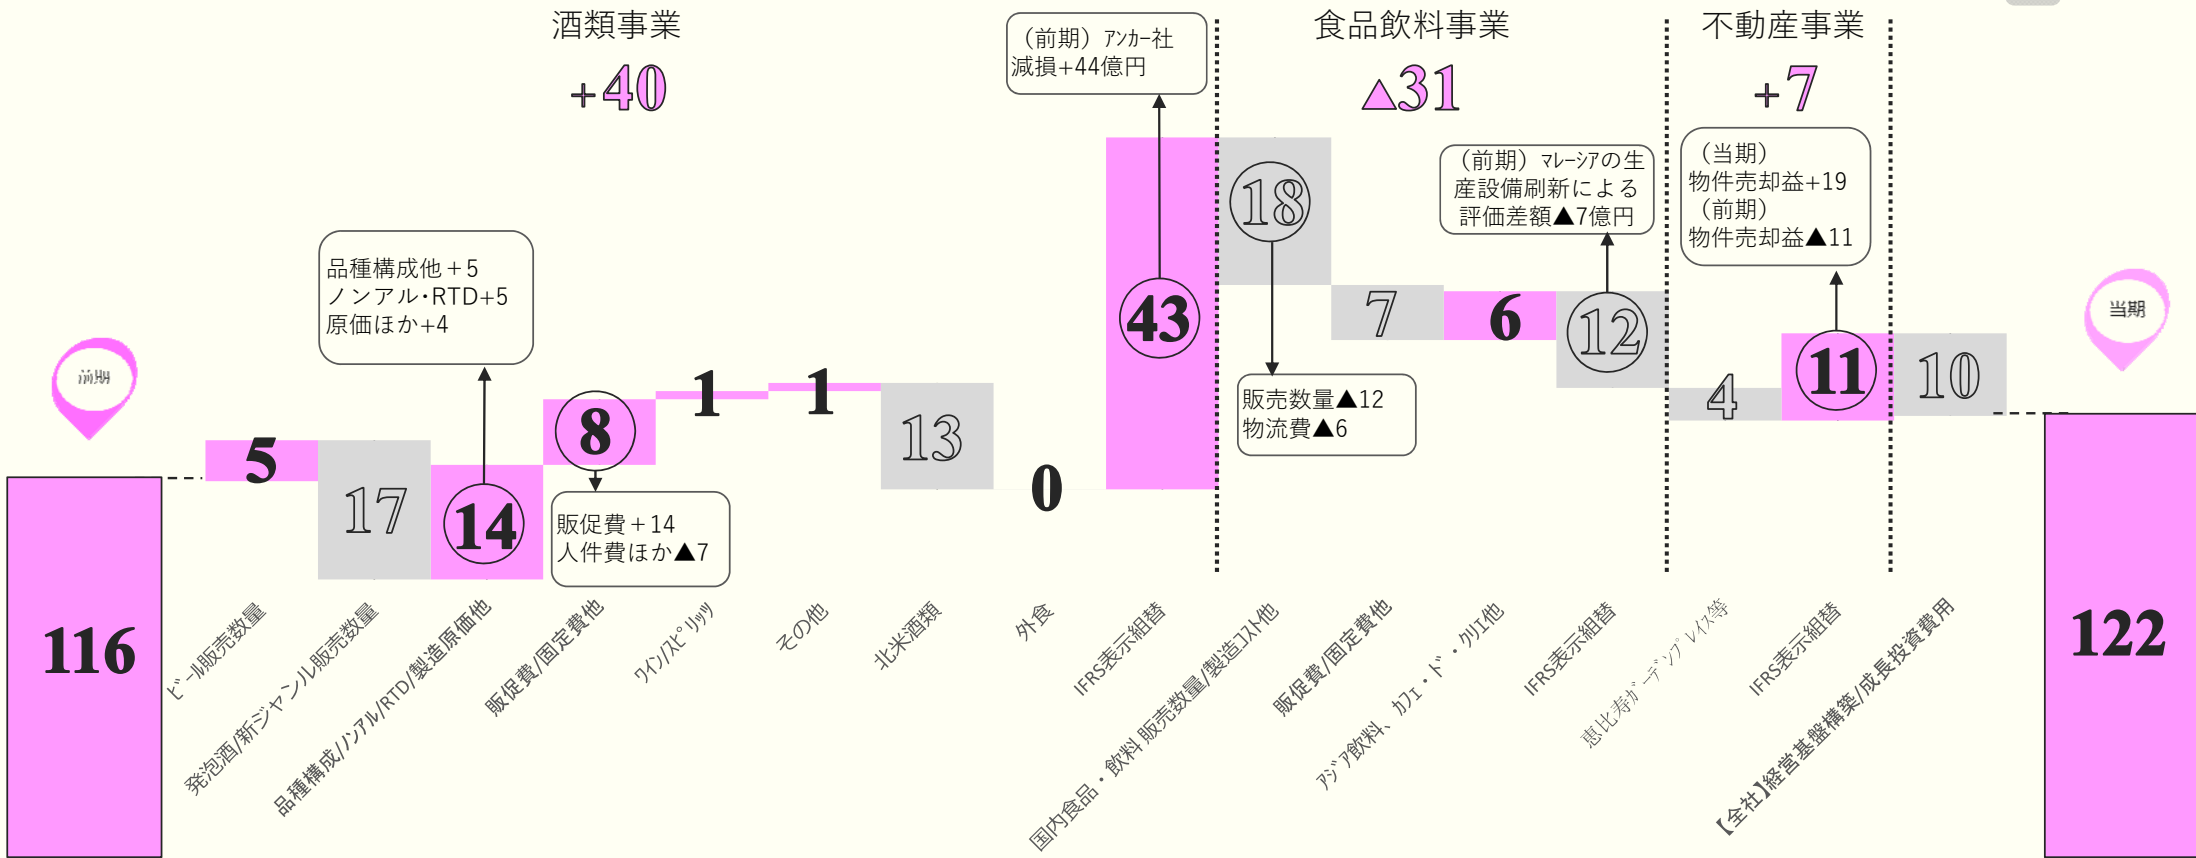 酒類事業
+40
食品飲料事業
▲31
不動産事業
+7
（前期）ｱﾝｶｰ社
減損+44億円
（前期）ﾏﾚｰｼｱの生
産設備刷新による
評価差額▲7億円
（当期）
物件売却益+19
（前期）
物件売却益▲11
品種構成他＋5
ノンアル・RTD+5
原価ほか+4
販促費＋14
人件費ほか▲7
販売数量▲12
物流費▲6
前期
当期
116
5
17
14
8
1
1
13
0
43
18
7
6
12
4
11
10
122
ﾋﾞｰﾙ販売数量
発泡酒/新ジャンル販売数量
品種構成/ﾉﾝｱﾙ/RTD/製造原価他
販促費/固定費他
ﾜｲﾝ/ｽﾋﾟﾘｯﾂ
その他
北米酒類
外食
IFRS表示組替
国内食品・飲料 販売数量/製造ｺｽﾄ他
販促費/固定費他
ｱｼﾞｱ飲料、ｶﾌｪ・ﾄﾞ・ｸﾘｴ他
IFRS表示組替
恵比寿ｶﾞｰﾃﾞﾝﾌﾟﾚｲｽ等
IFRS表示組替
【全社】経営基盤構築/成長投資費用